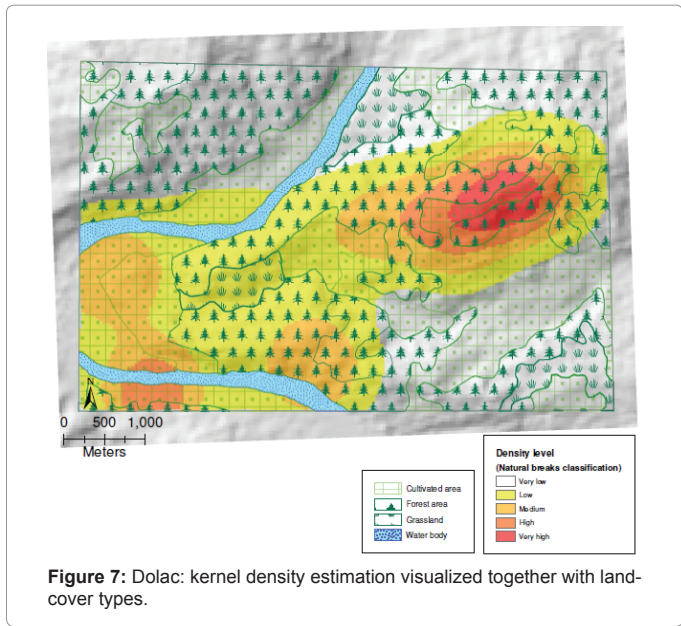 N
0 500 1,000
Meters
Cultivated area
Forest area
Grassland
Water body
Density level
(Natural breaks classification)
Very low
Low
Medium
High
Very high
Figure 7: Dolac: kernel density estimation visualized together with land-
cover types.